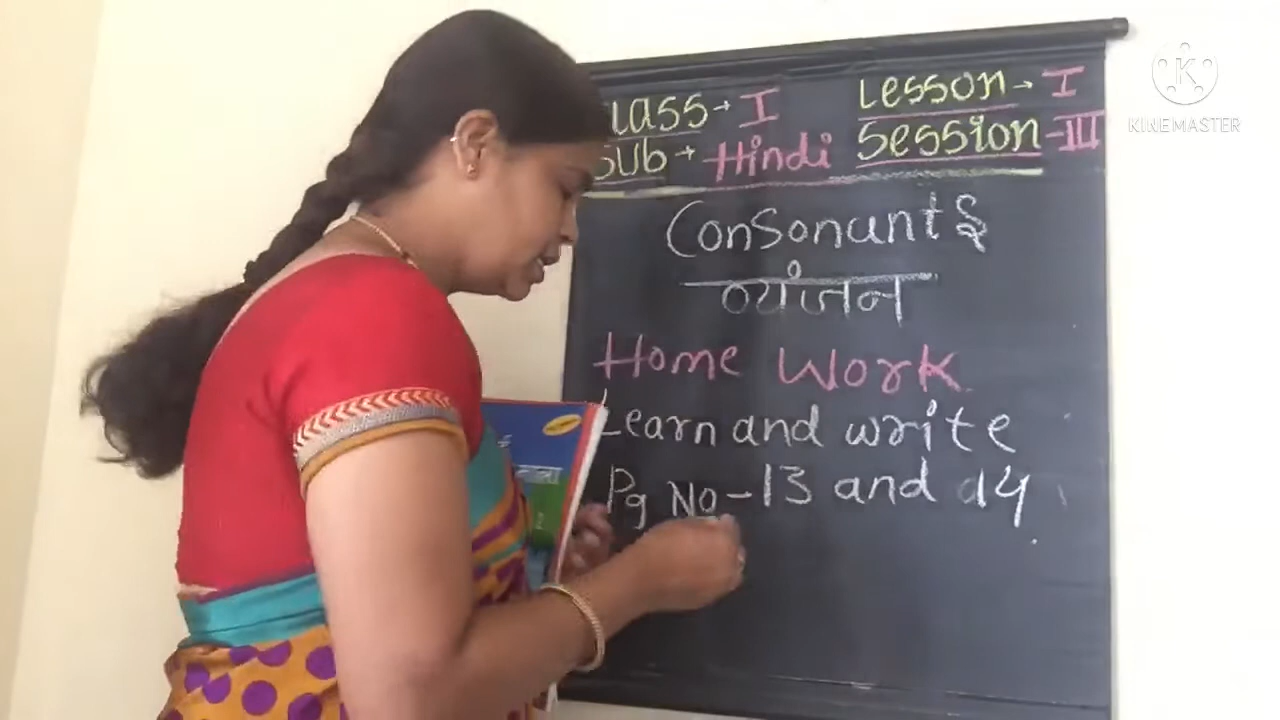 Class → I Lesson → I
Sub → Hindi Session - III
Consonants
व्यंजन
Home Work
Learn and write
Pg No - 13 and 14
KINEMASTER